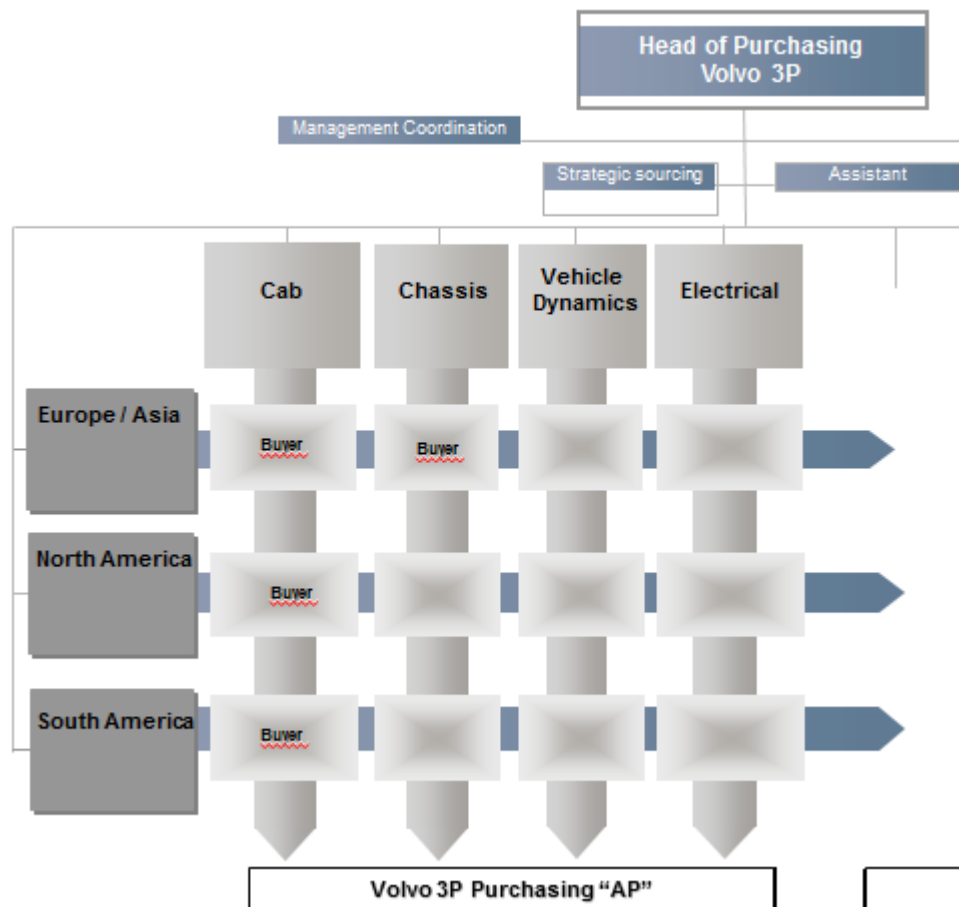 Head of Purchasing
Volvo 3P
Management Coordination
Strategic sourcing
Assistant
Cab
Chassis
Vehicle
Dynamics
Electrical
Europe / Asia
Buyer
Buyer
North America
Buyer
South America
Buyer
Volvo 3P Purchasing “AP”